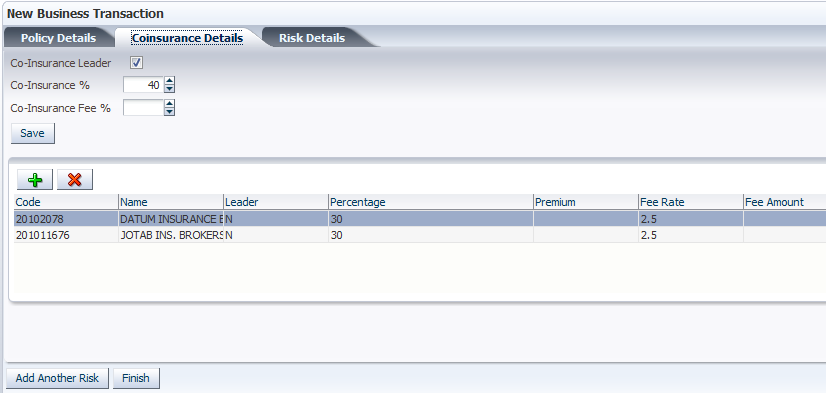 New Business Transaction
Policy Details Coinsurance Details Risk Details
Co-Insurance Leader
Co-Insurance % 40
Co-Insurance Fee %
Save
Code Name Leader Percentage Premium Fee Rate Fee Amount
20102078 DATUM INSURANCE N 30 2.5
201011676 JOTAB INS. BROKERS N 30 2.5
Add Another Risk Finish